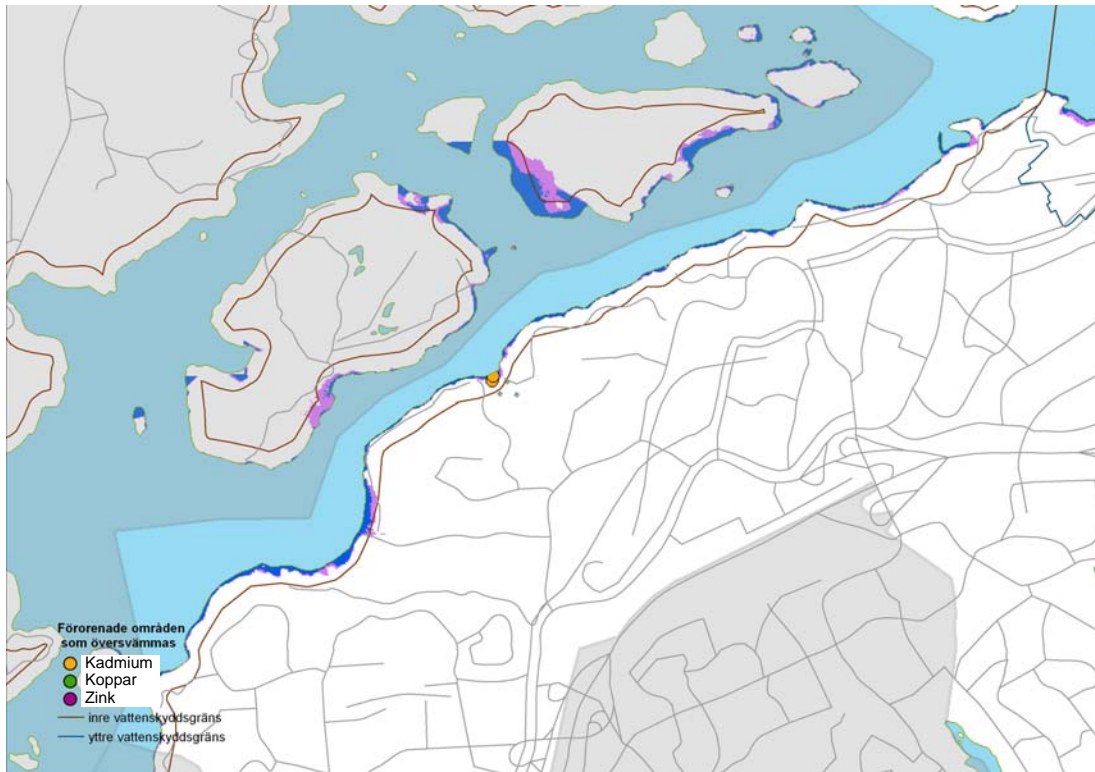 Förorenade områden
som översvämmas
Kadmium
Koppar
Zink
inre vattenskyddsgräns
yttre vattenskyddsgräns